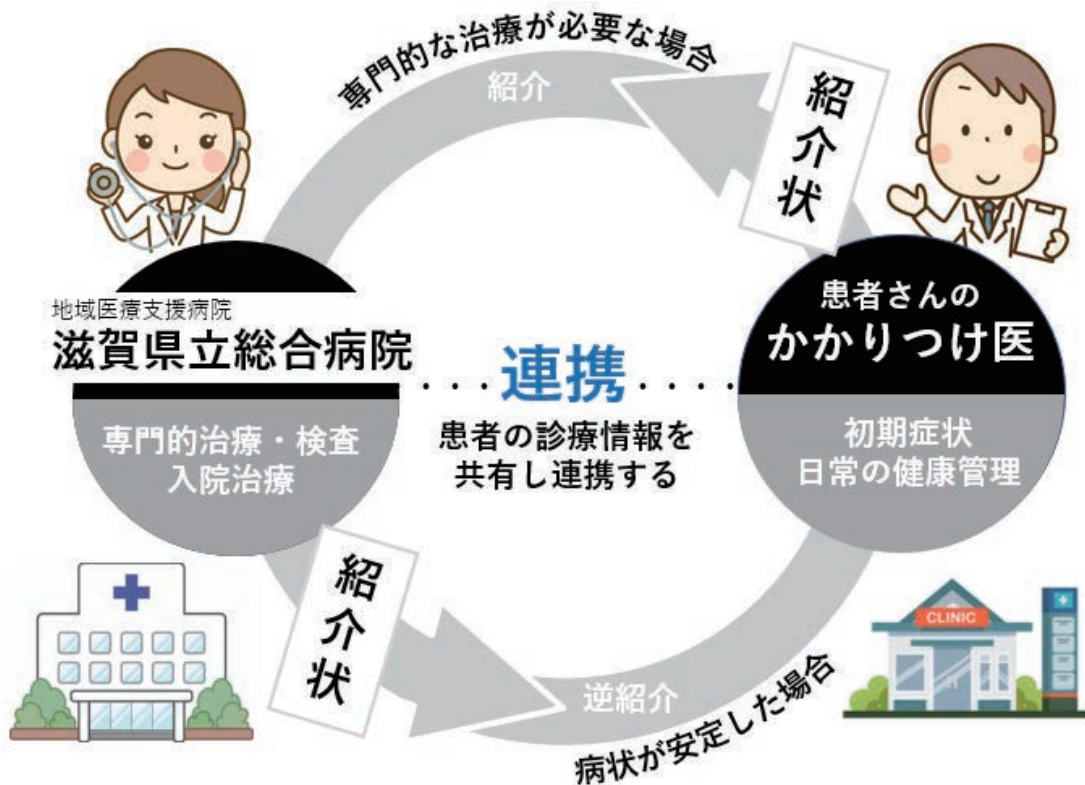 専門的な治療が必要な場合
紹介
紹介状
地域医療支援病院
滋賀県立総合病院
専門的治療・検査
入院治療
・・・連携・・・・
患者の診療情報を
共有し連携する
患者さんの
かかりつけ医
初期症状
日常の健康管理
紹介状
逆紹介
病状が安定した場合
CLINIC